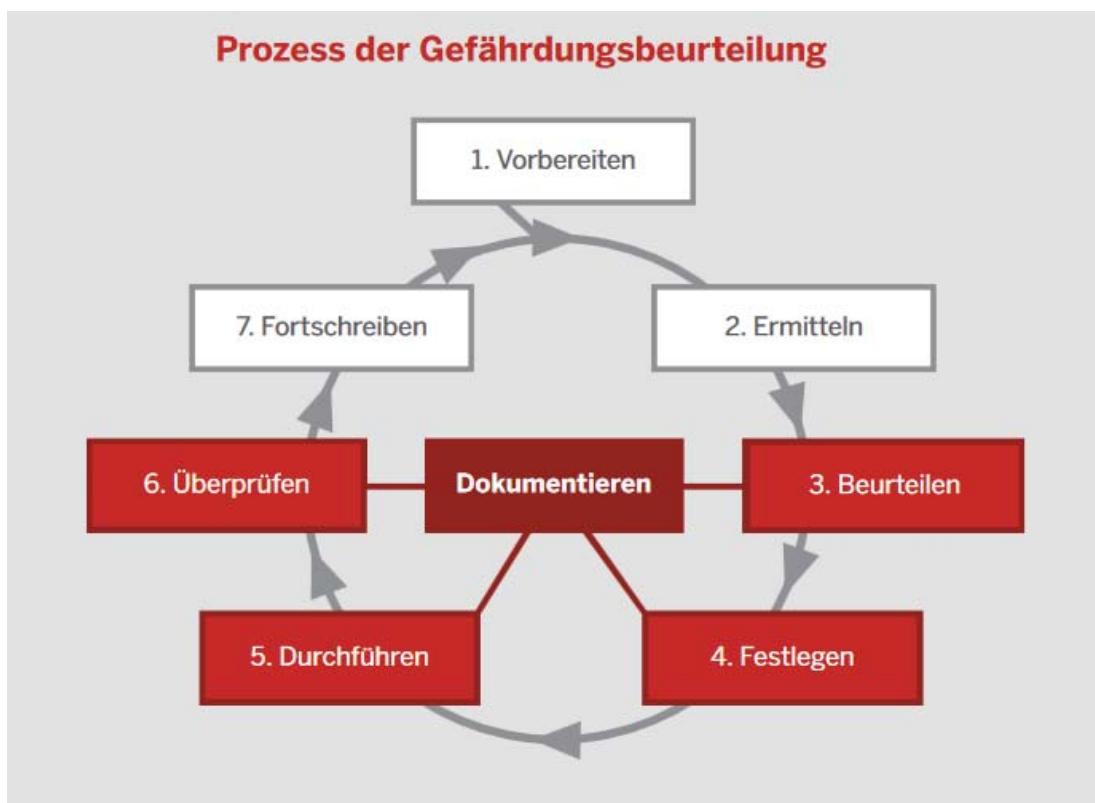 Prozess der Gefährdungsbeurteilung
1. Vorbereiten
7. Fortschreiben
2. Ermitteln
6. Überprüfen
Dokumentieren
3. Beurteilen
5. Durchführen
4. Festlegen